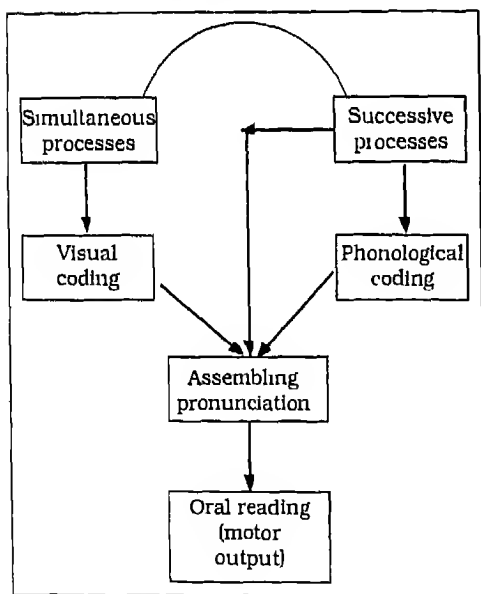 Simultaneous
processes
Successive
processes
Visual
coding
Phonological
coding
Assembling
pronunciation
Oral reading
(motor
output)